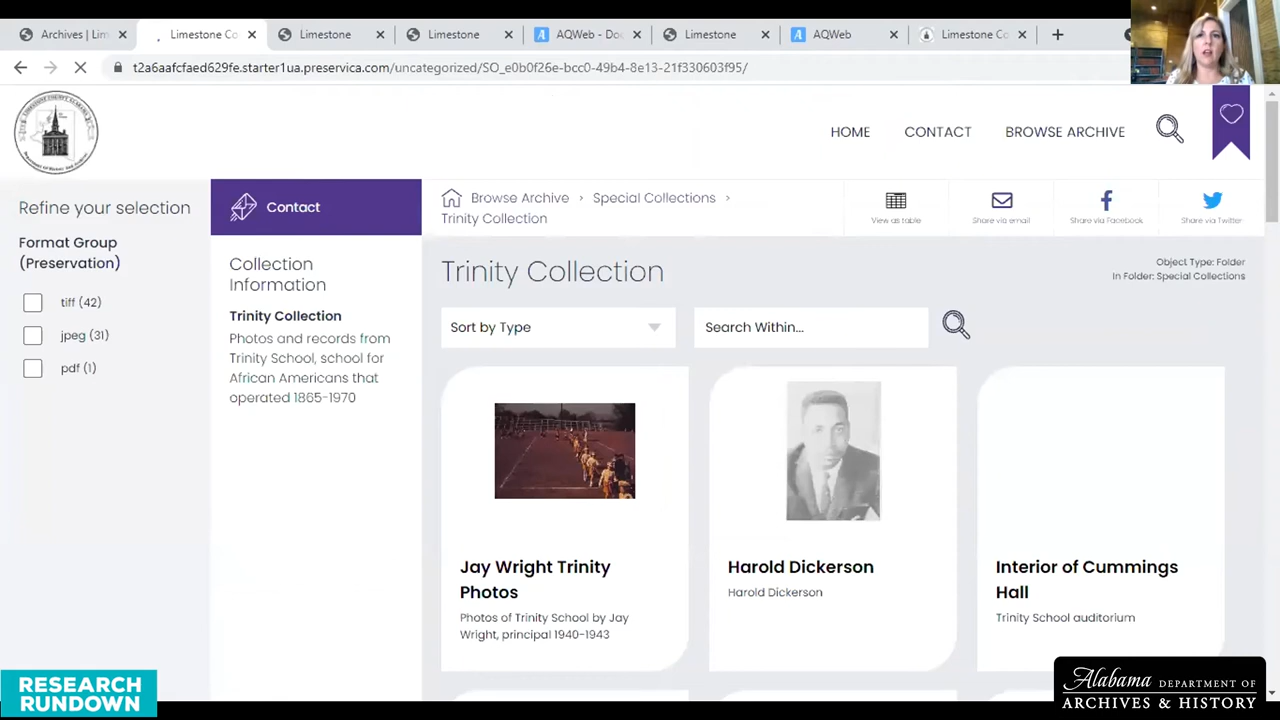 Archives | Lim
Limestone Co
Limestone
Limestone
AQWeb - Do
Limestone
AQWeb
Limestone Co
t2a6aafcfaed629fe.starter1ua.preservica.com/uncategorized/SO_e0b0f26e-bcc0-49b4-8e13-21f330603f95/
HOME
CONTACT
BROWSE ARCHIVE
Refine your selection
Format Group
(Preservation)
tiff (42)
jpeg (31)
pdf (1)
Contact
Collection
Information
Trinity Collection
Photos and records from
Trinity School, school for
African Americans that
operated 1865-1970
Browse Archive › Special Collections ›
Trinity Collection
View as table
Share via email
Share via Facebook
Share via Twitter
Trinity Collection
Object Type: Folder
In Folder: Special Collections
Sort by Type
Search Within...
Jay Wright Trinity
Photos
Photos of Trinity School by Jay
Wright, principal 1940-1943
Harold Dickerson
Harold Dickerson
Interior of Cummings
Hall
Trinity School auditorium
RESEARCH
RUNDOWN
Alabama DEPARTMENT OF
ARCHIVES & HISTORY